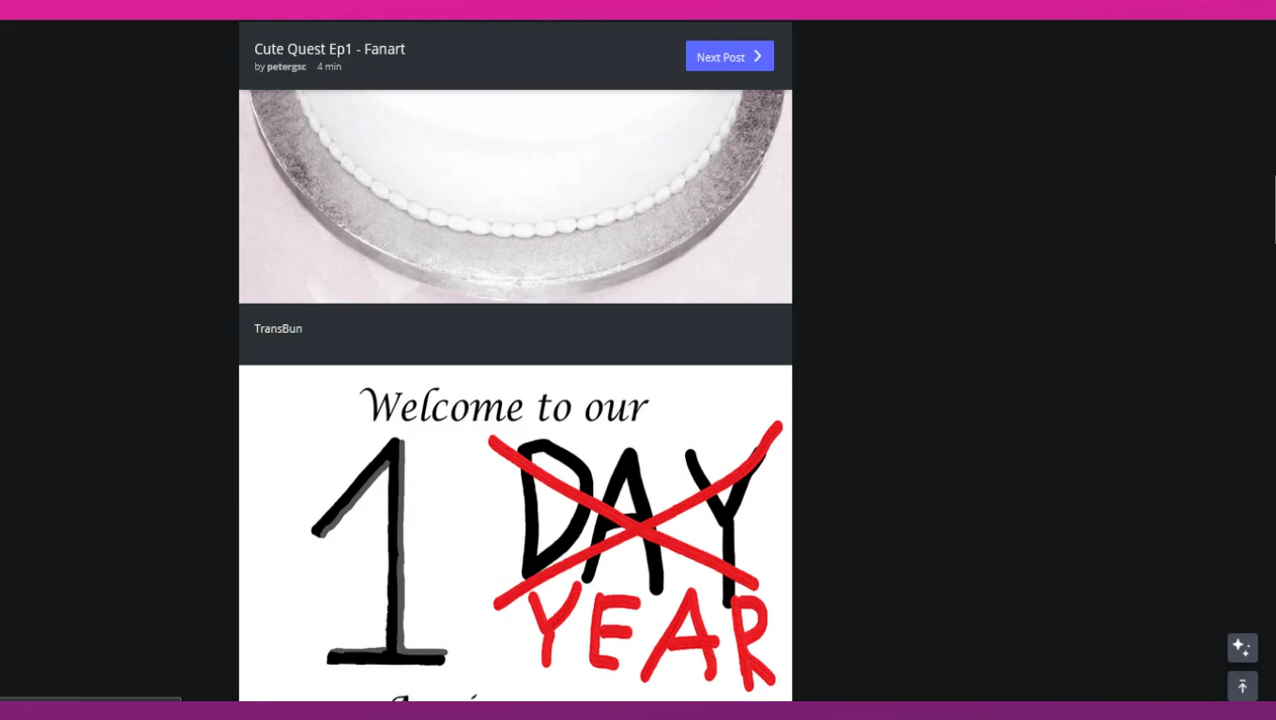 Cute Quest Ep1 - Fanart
by petergsc 4 min
Next Post
TransBun
Welcome to our
1 DAY
YEAR